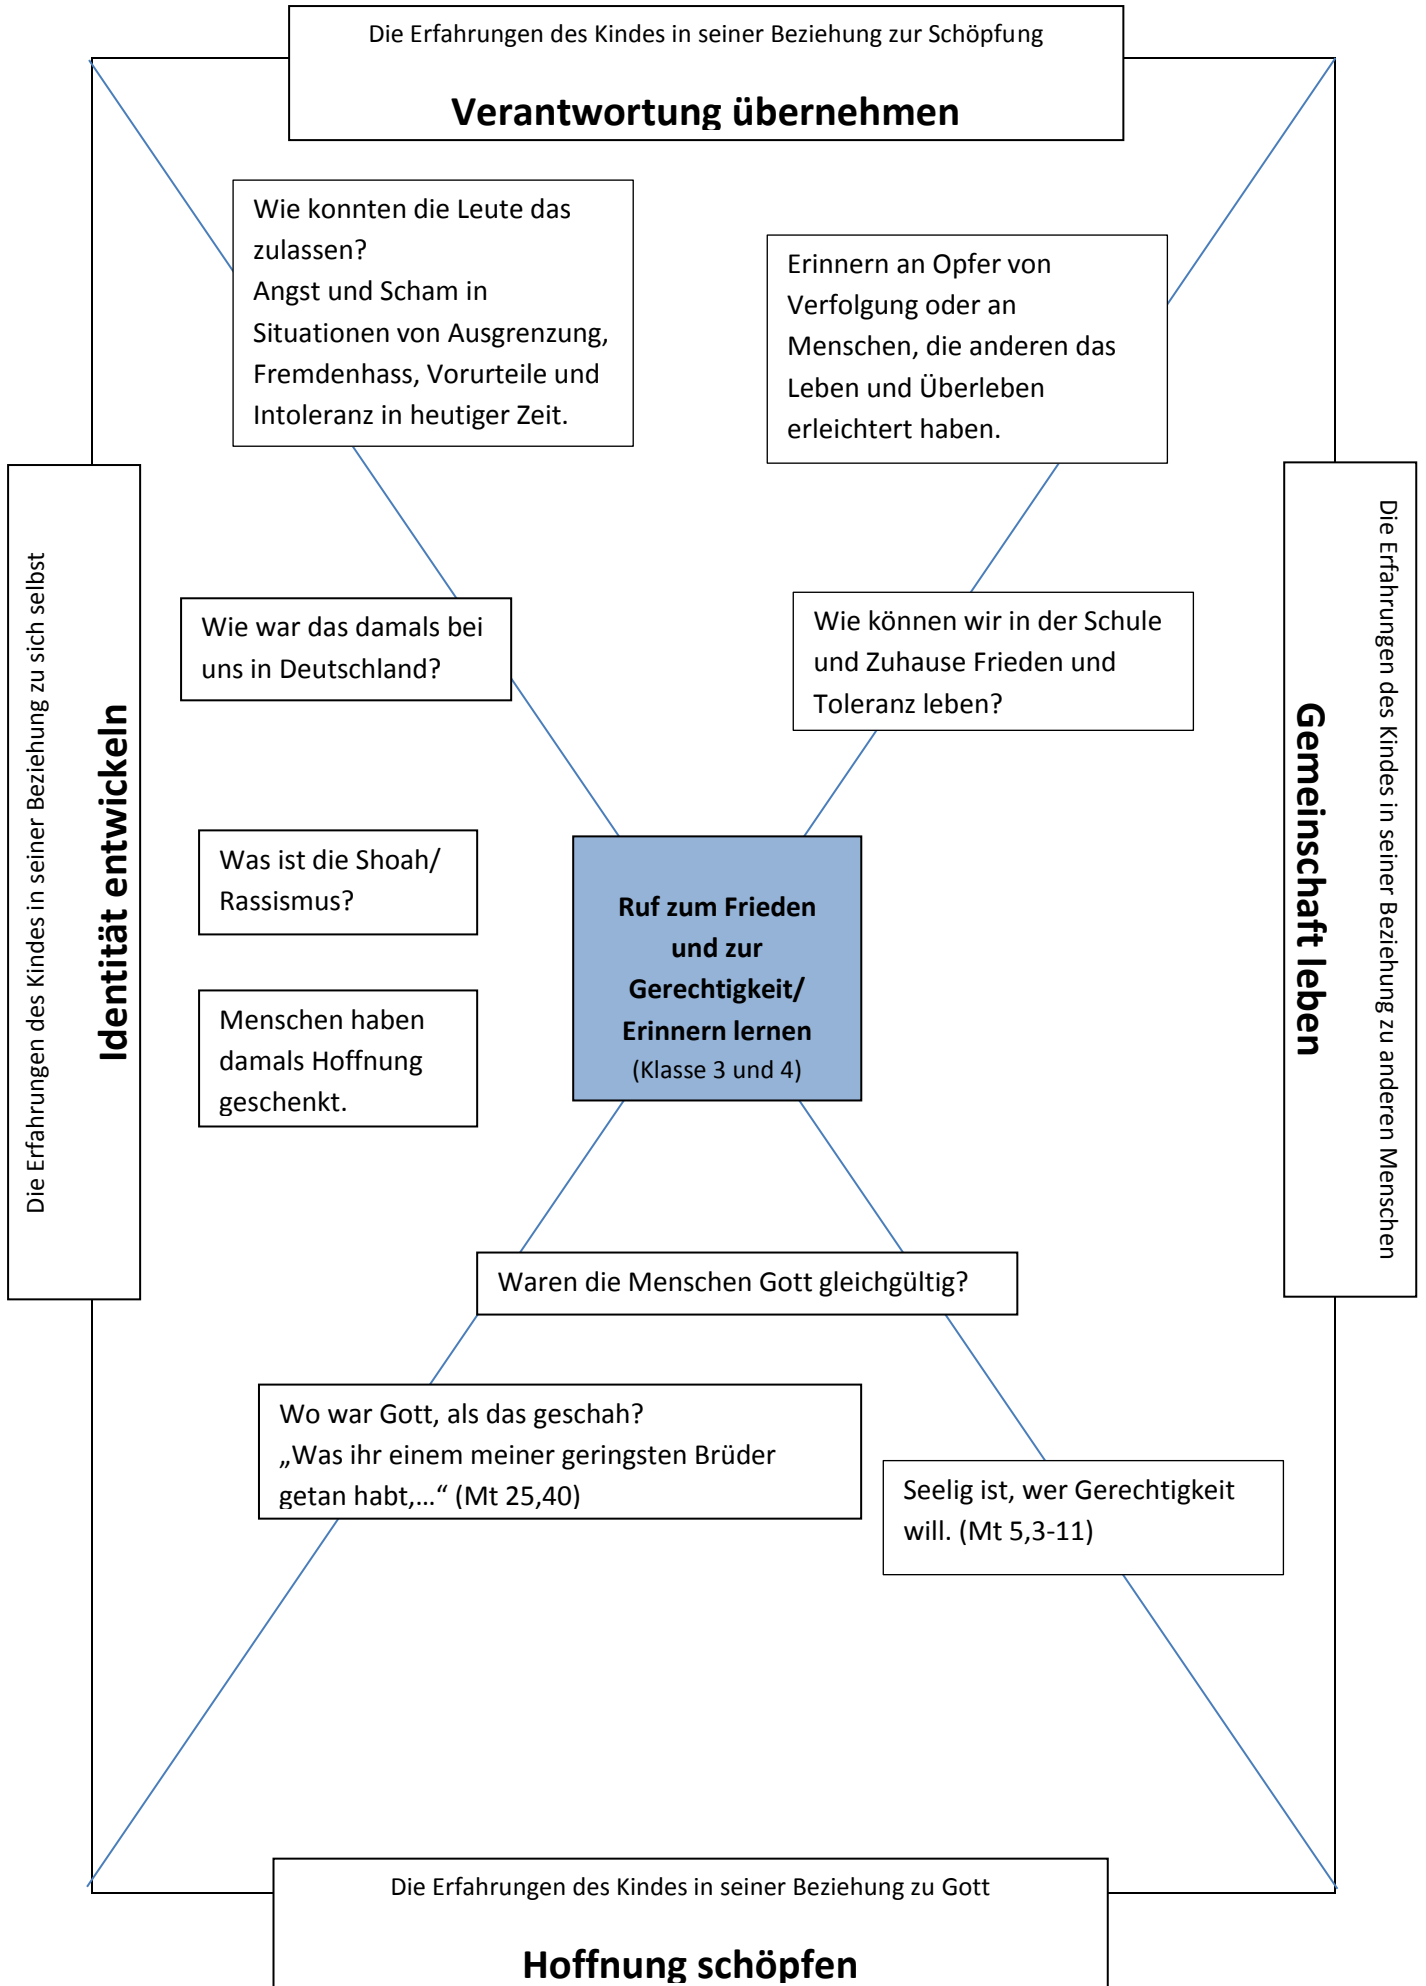 Die Erfahrungen des Kindes in seiner Beziehung zur Schöpfung
Verantwortung übernehmen
Wie konnten die Leute das
zulassen?
Angst und Scham in
Situationen von Ausgrenzung,
Fremdenhass, Vorurteile und
Intoleranz in heutiger Zeit.
Erinnern an Opfer von
Verfolgung oder an
Menschen, die anderen das
Leben und Überleben
erleichtert haben.
Die Erfahrungen des Kindes in seiner Beziehung zu sich selbst
Identität entwickeln
Wie war das damals bei
uns in Deutschland?
Wie können wir in der Schule
und Zuhause Frieden und
Toleranz leben?
Die Erfahrungen des Kindes in seiner Beziehung zu anderen Menschen
Gemeinschaft leben
Was ist die Shoah/
Rassismus?
Menschen haben
damals Hoffnung
geschenkt.
Ruf zum Frieden
und zur
Gerechtigkeit/
Erinnern lernen
(Klasse 3 und 4)
Waren die Menschen Gott gleichgültig?
Wo war Gott, als das geschah?
„Was ihr einem meiner geringsten Brüder
getan habt,…“ (Mt 25,40)
Seelig ist, wer Gerechtigkeit
will. (Mt 5,3-11)
Die Erfahrungen des Kindes in seiner Beziehung zu Gott
Hoffnung schöpfen